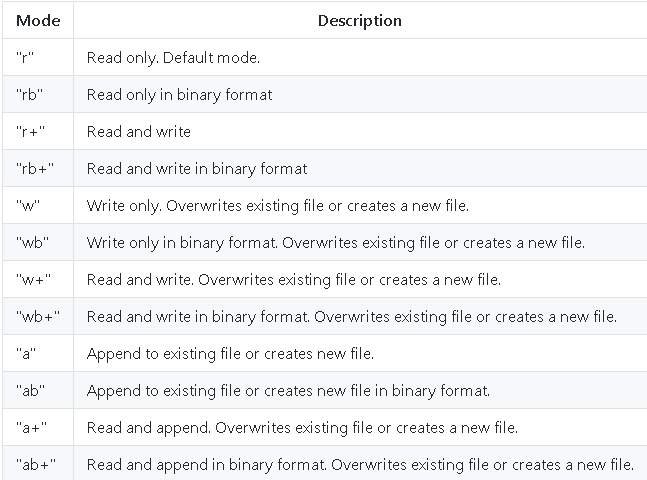 Mode Description
"r" Read only. Default mode.
"rb" Read only in binary format
"r+" Read and write
"rb+" Read and write in binary format
"w" Write only. Overwrites existing file or creates a new file.
"wb" Write only in binary format. Overwrites existing file or creates a new file.
"w+" Read and write. Overwrites existing file or creates a new file.
"wb+" Read and write in binary format. Overwrites existing file or creates a new file.
"a" Append to existing file or creates new file.
"ab" Append to existing file or creates new file in binary format.
"a+" Read and append. Overwrites existing file or creates a new file.
"ab+" Read and append in binary format. Overwrites existing file or creates a new file.